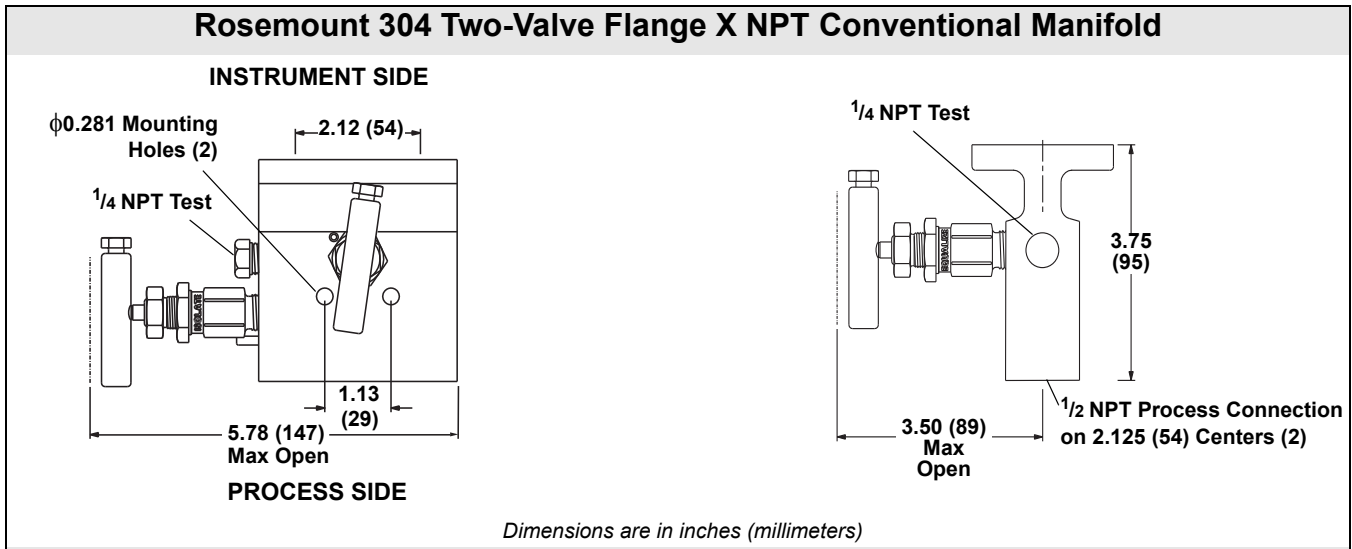 Rosemount 304 Two-Valve Flange X NPT Conventional Manifold
INSTRUMENT SIDE
ϕ0.281 Mounting
Holes (2)
2.12 (54)
1/4 NPT Test
ISOLATE
1.13
(29)
5.78 (147)
Max Open
PROCESS SIDE
1/4 NPT Test
EQUALIZE
3.75
(95)
3.50 (89)
Max
Open
1/2 NPT Process Connection
on 2.125 (54) Centers (2)
Dimensions are in inches (millimeters)